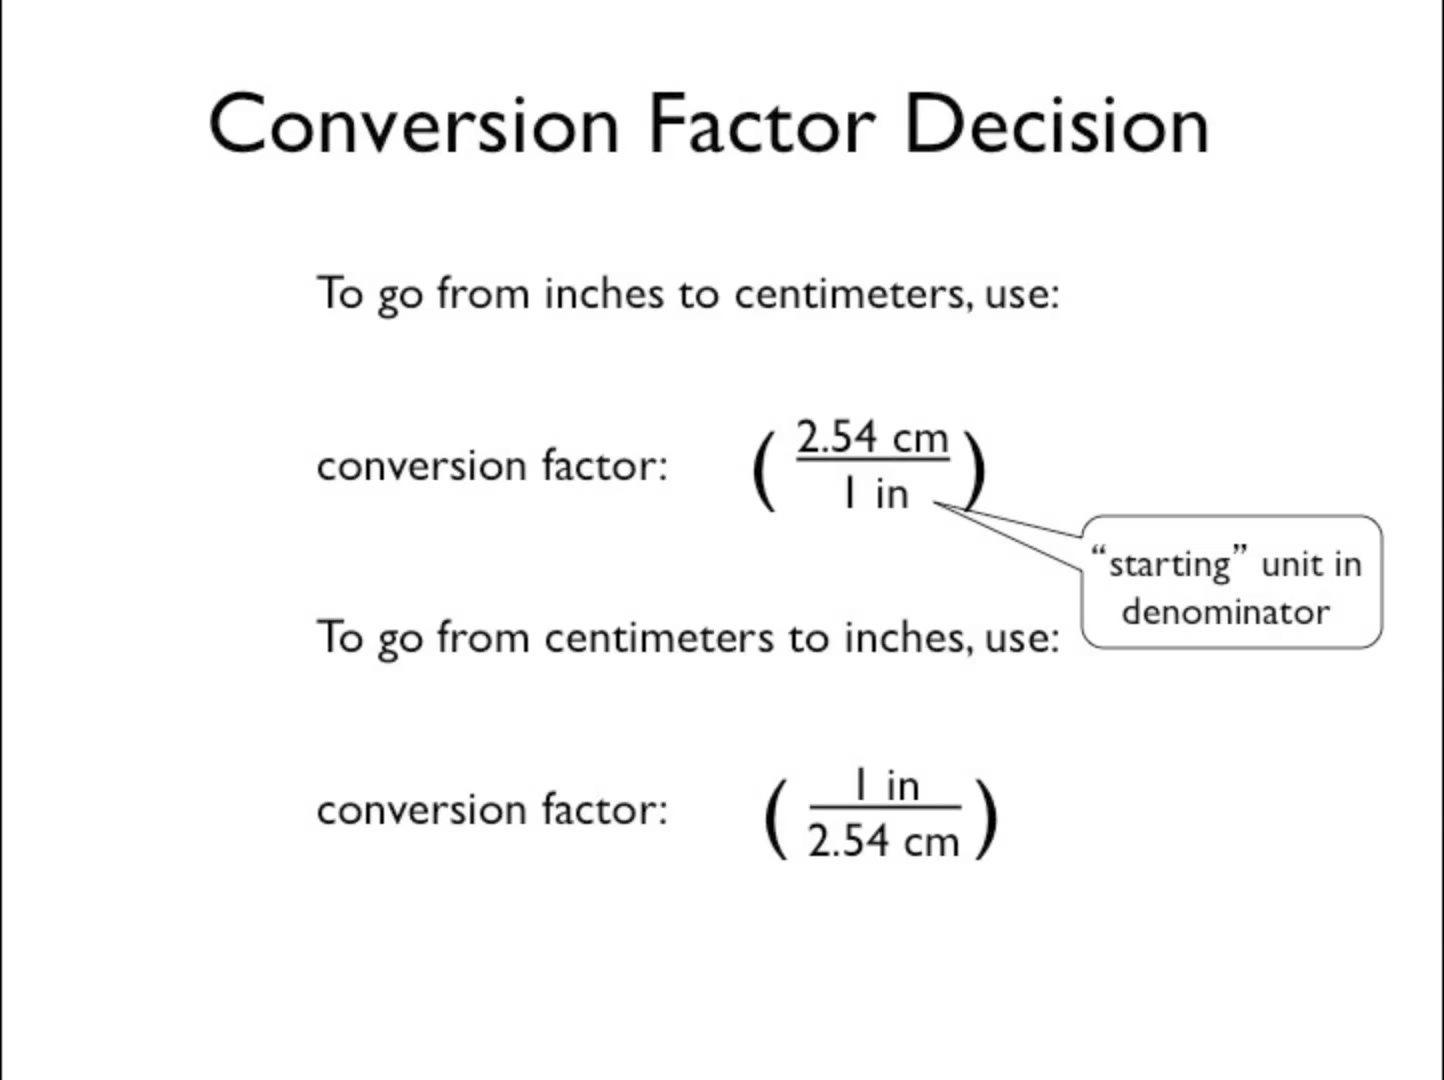 Conversion Factor Decision
To go from inches to centimeters, use:
conversion factor: ( 2.54 cm / 1 in )
“starting” unit in
denominator
To go from centimeters to inches, use:
conversion factor: ( 1 in / 2.54 cm )